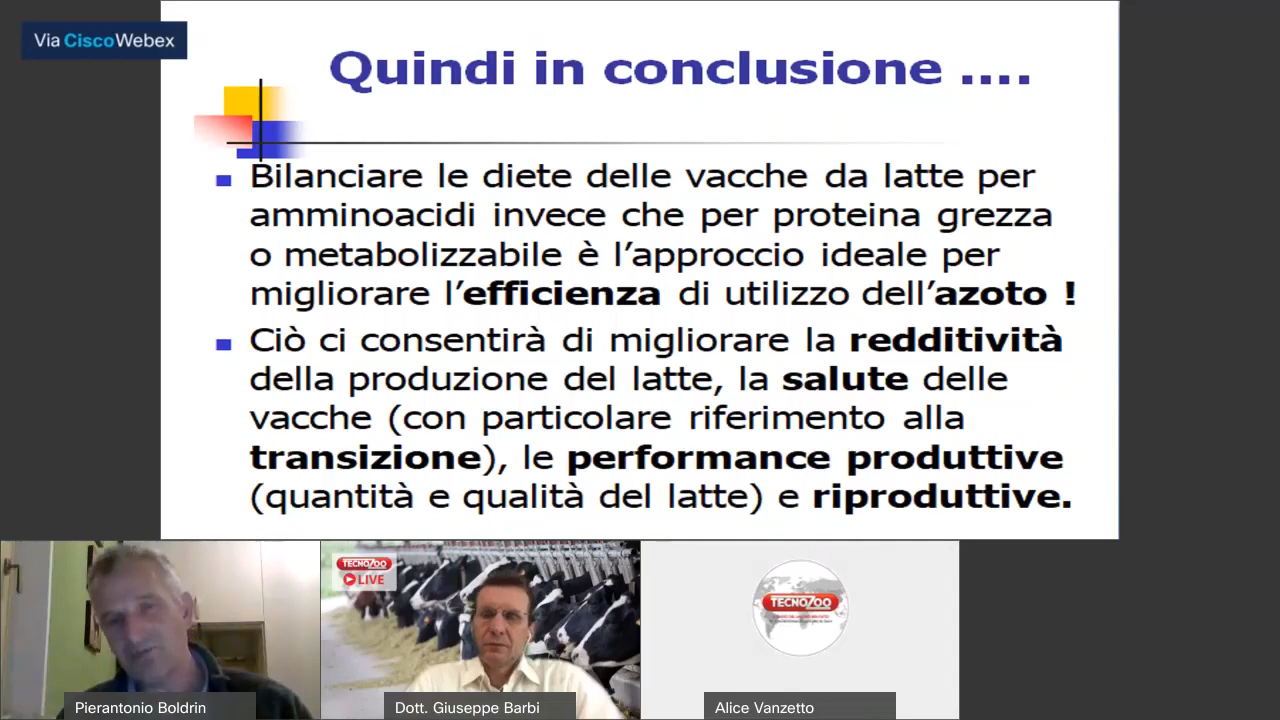 Via CiscoWebex
Quindi in conclusione ....
Bilanciare le diete delle vacche da latte per
amminoacidi invece che per proteina grezza
o metabolizzabile è l'approccio ideale per
migliorare l'efficienza di utilizzo dell'azoto !
Ciò ci consentirà di migliorare la redditività
della produzione del latte, la salute delle
vacche (con particolare riferimento alla
transizione), le performance produttive
(quantità e qualità del latte) e riproduttive.
TECNOZOO
LIVE
TECNOZOO
Pierantonio Boldrin
Dott. Giuseppe Barbi
Alice Vanzetto